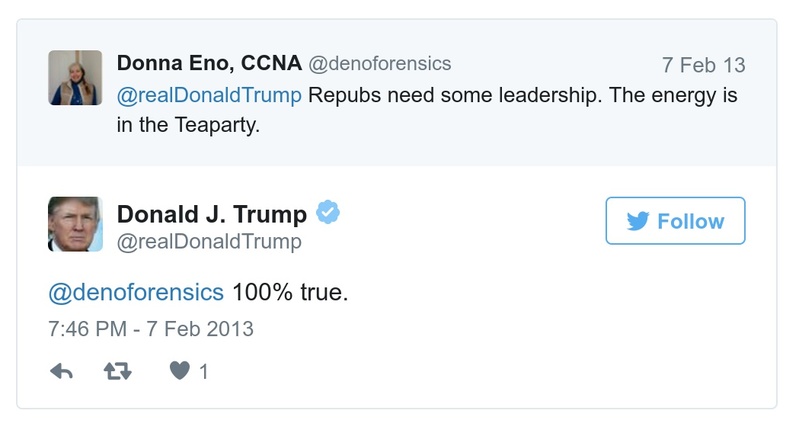 Donna Eno, CCNA @denoforensics 7 Feb 13
@realDonaldTrump Repubs need some leadership. The energy is
in the Teaparty.
Donald J. Trump
@realDonaldTrump
Follow
@denoforensics 100% true.
7:46 PM - 7 Feb 2013
1